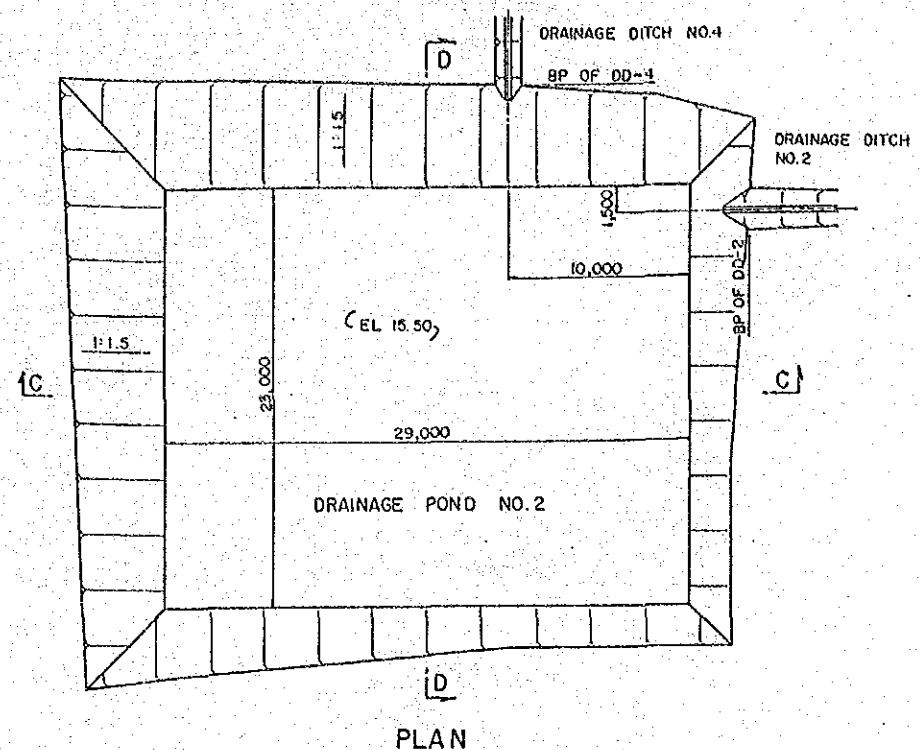 DRAINAGE DITCH NO.4
D
BP OF DD-4
1:1.5
DRAINAGE DITCH
NO.2
1,500
10,000
BP OF DD-2
(EL 15.50)
1:1.5
C
C
23,000
29,000
DRAINAGE POND NO.2
D
PLAN